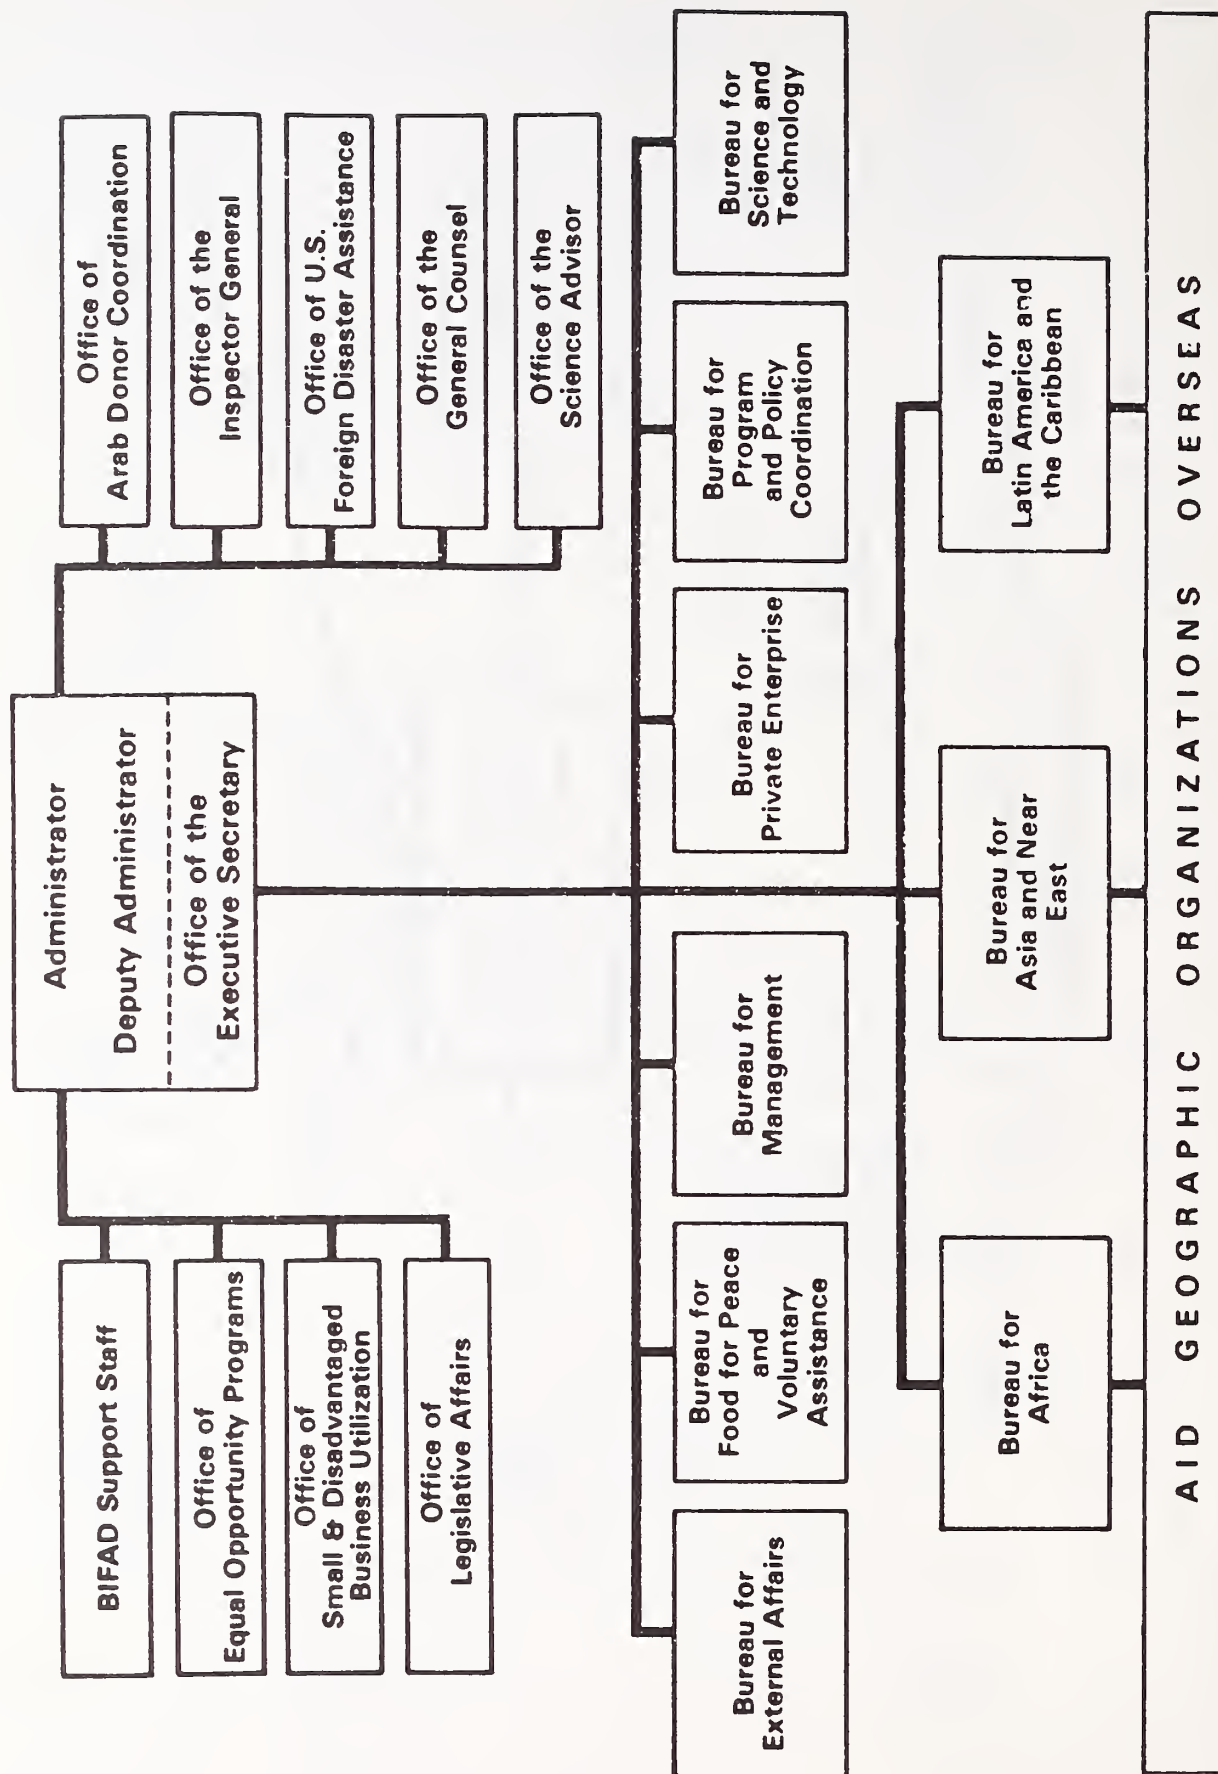 Administrator
Deputy Administrator
Office of the
Executive Secretary
BIFAD Support Staff
Office of
Equal Opportunity Programs
Office of
Small & Disadvantaged
Business Utilization
Office of
Legislative Affairs
Office of
Arab Donor Coordination
Office of the
Inspector General
Office of U.S.
Foreign Disaster Assistance
Office of the
General Counsel
Office of the
Science Advisor
Bureau for
External Affairs
Bureau for
Food for Peace
and
Voluntary
Assistance
Bureau for
Management
Bureau for
Private Enterprise
Bureau for
Program
and Policy
Coordination
Bureau for
Science and
Technology
Bureau for
Africa
Bureau for
Asia and Near
East
Bureau for
Latin America and
the Caribbean
AID GEOGRAPHIC ORGANIZATIONS OVERSEAS